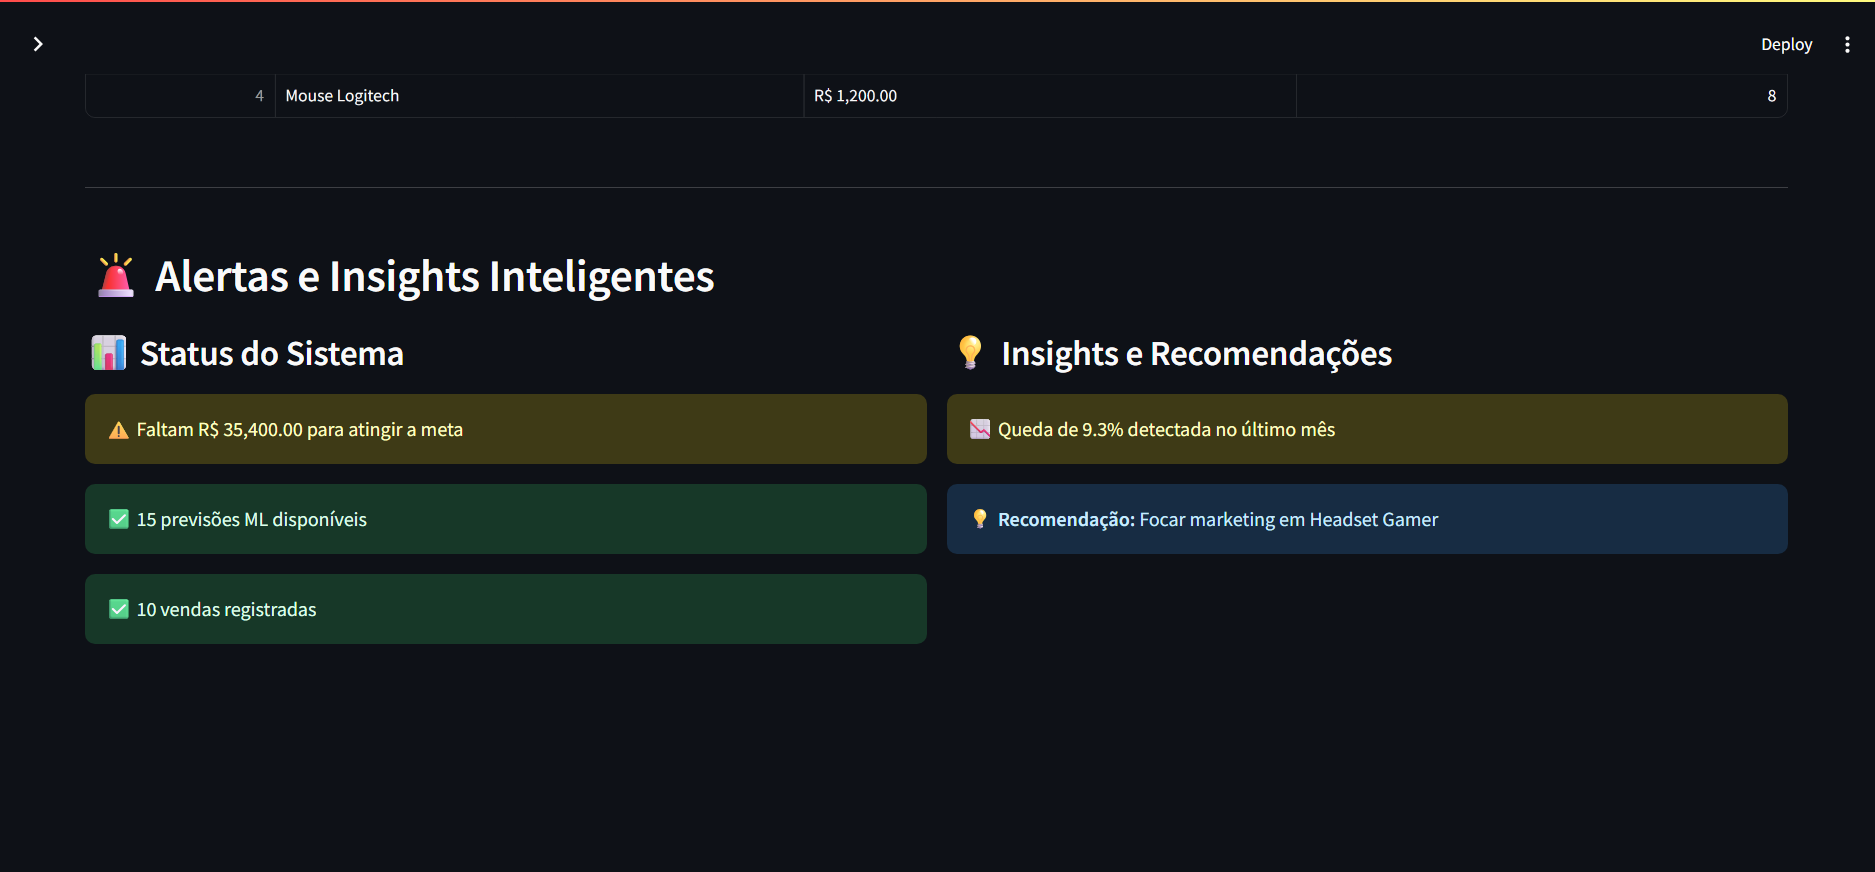 Deploy
4 Mouse Logitech R$ 1,200.00 8
Alertas e Insights Inteligentes
Status do Sistema
Faltam R$ 35,400.00 para atingir a meta
15 previsões ML disponíveis
10 vendas registradas
Insights e Recomendações
Queda de 9.3% detectada no último mês
Recomendação: Focar marketing em Headset Gamer